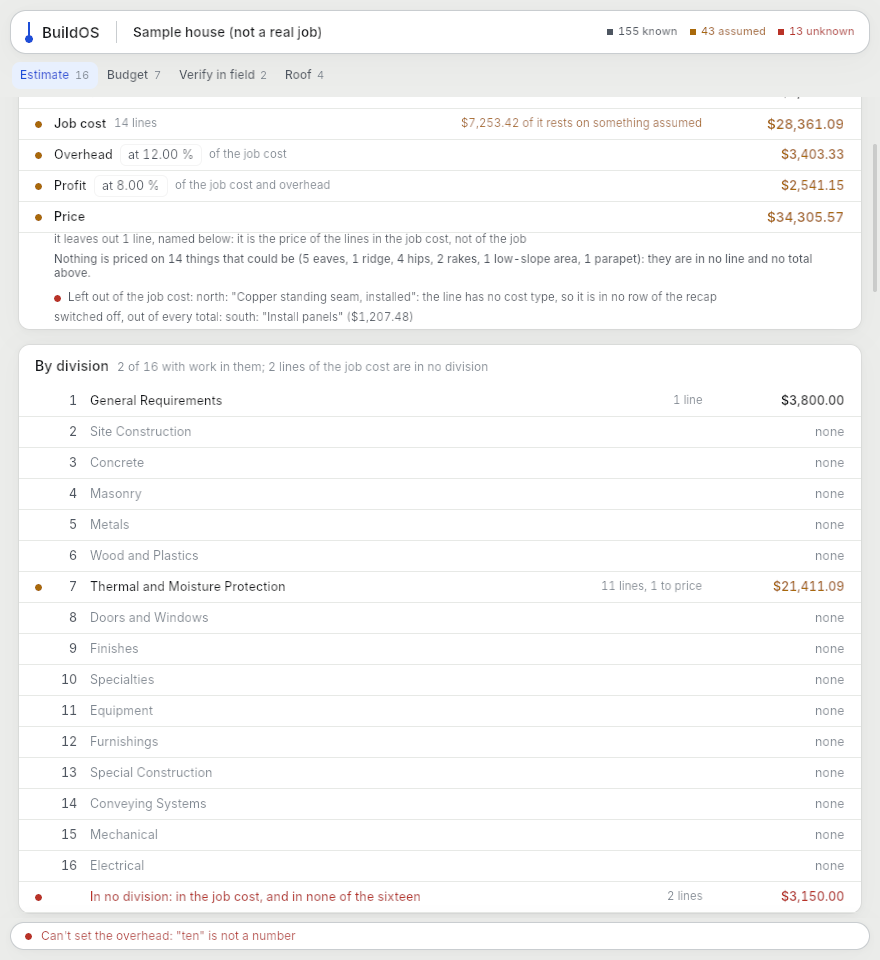 BuildOS Sample house (not a real job) 155 known 43 assumed 13 unknown
Estimate 16 Budget 7 Verify in field 2 Roof 4
Job cost 14 lines $7,253.42 of it rests on something assumed $28,361.09
Overhead at 12.00 % of the job cost $3,403.33
Profit at 8.00 % of the job cost and overhead $2,541.15
Price $34,305.57
it leaves out 1 line, named below: it is the price of the lines in the job cost, not of the job
Nothing is priced on 14 things that could be (5 eaves, 1 ridge, 4 hips, 2 rakes, 1 low-slope area, 1 parapet): they are in no line and no total
above.
Left out of the job cost: north: "Copper standing seam, installed": the line has no cost type, so it is in no row of the recap
switched off, out of every total: south: "Install panels" ($1,207.48)
By division 2 of 16 with work in them; 2 lines of the job cost are in no division
1 General Requirements 1 line $3,800.00
2 Site Construction none
3 Concrete none
4 Masonry none
5 Metals none
6 Wood and Plastics none
7 Thermal and Moisture Protection 11 lines, 1 to price $21,411.09
8 Doors and Windows none
9 Finishes none
10 Specialties none
11 Equipment none
12 Furnishings none
13 Special Construction none
14 Conveying Systems none
15 Mechanical none
16 Electrical none
In no division: in the job cost, and in none of the sixteen 2 lines $3,150.00
Can't set the overhead: "ten" is not a number